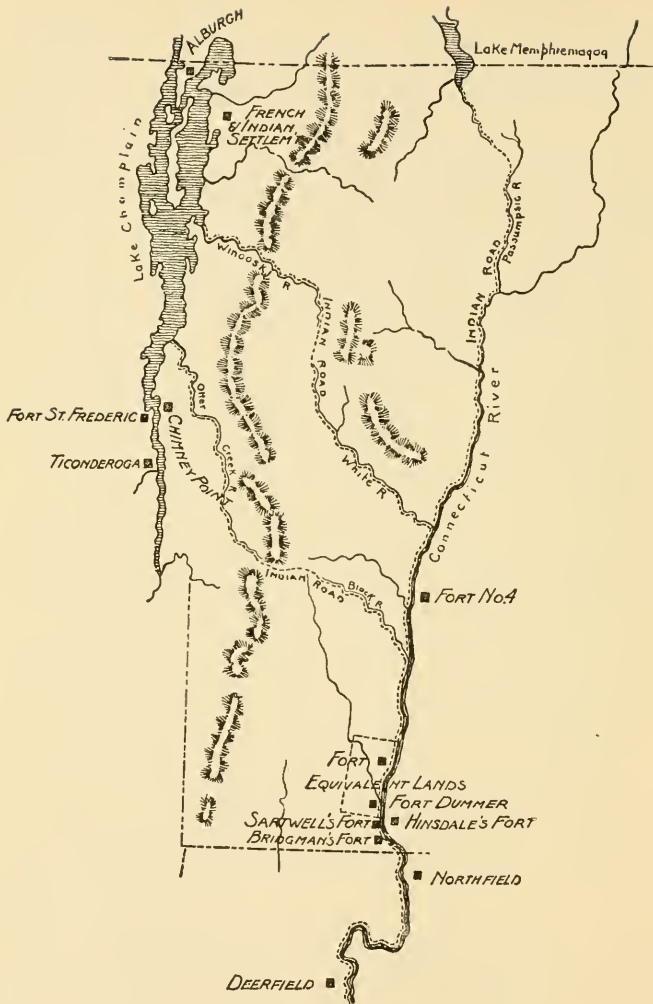 ALBURGH
Lake Memphremagog
FRENCH
& INDIAN
SETTLEM'T
Lake Champlain
INDIAN ROAD
Passumpsic R
Winooski R
INDIAN ROAD
Otter Creek R
FORT ST. FREDERIC
CHIMNEY POINT
TICONDEROGA
White R
Connecticut River
INDIAN ROAD
Black R
FORT No.4
FORT
EQUIVALENT LANDS
FORT DUMMER
SARTWELL'S FORT
HINSDALE'S FORT
BRIDGMAN'S FORT
NORTHFIELD
DEERFIELD